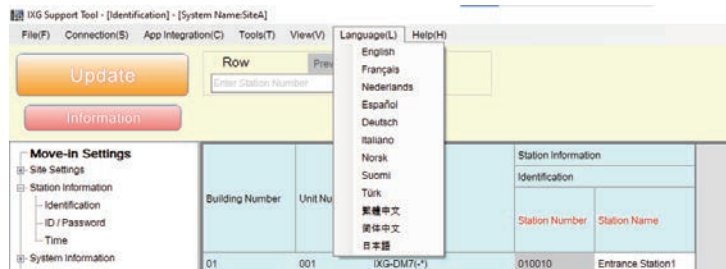 IXG Support Tool - [Identification] - [System Name:SiteA]
File(F) Connection(S) App Integration(C) Tools(T) View(V) Language(L) Help(H)
English
Français
Nederlands
Español
Deutsch
Italiano
Norsk
Suomi
Türk
繁體中文
简体中文
日本語
Update
Row
Prev
Enter Station Number
Information
Move-in Settings
Site Settings
Station Information
Identification
ID / Password
Time
System Information
Building Number
Unit Nu
Station Information
Identification
Station Number
Station Name
01 001 IXG-DM7(-*) 010010 Entrance Station1